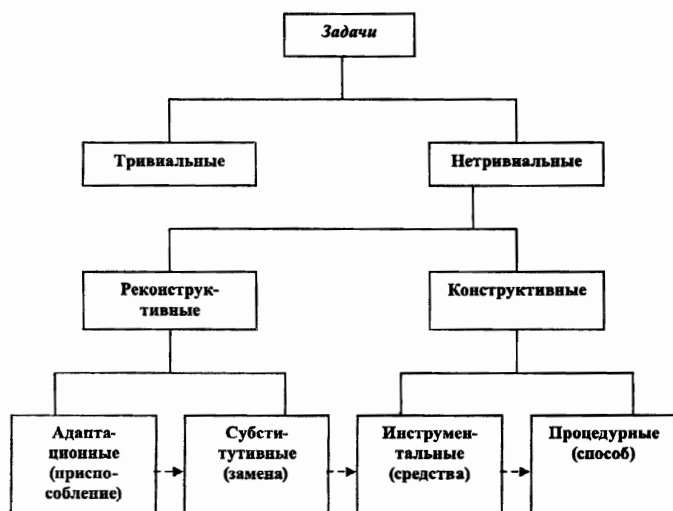 Задачи
Тривиальные
Нетривиальные
Реконструк-
тивные
Конструктивные
Адапта-
ционные
(приспо-
собление)
Субсти-
тутивные
(замена)
Инструмен-
тальные
(средства)
Процедурные
(способ)